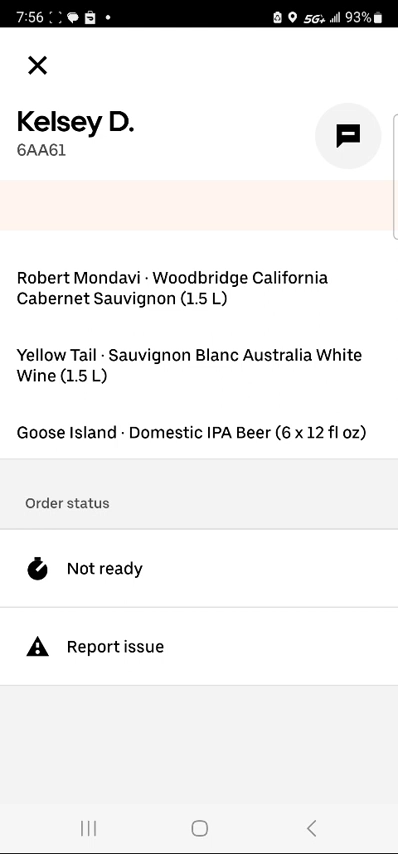 7:56
5G+ 93%
Kelsey D.
6AA61
Robert Mondavi · Woodbridge California
Cabernet Sauvignon (1.5 L)
Yellow Tail · Sauvignon Blanc Australia White
Wine (1.5 L)
Goose Island · Domestic IPA Beer (6 x 12 fl oz)
Order status
Not ready
Report issue